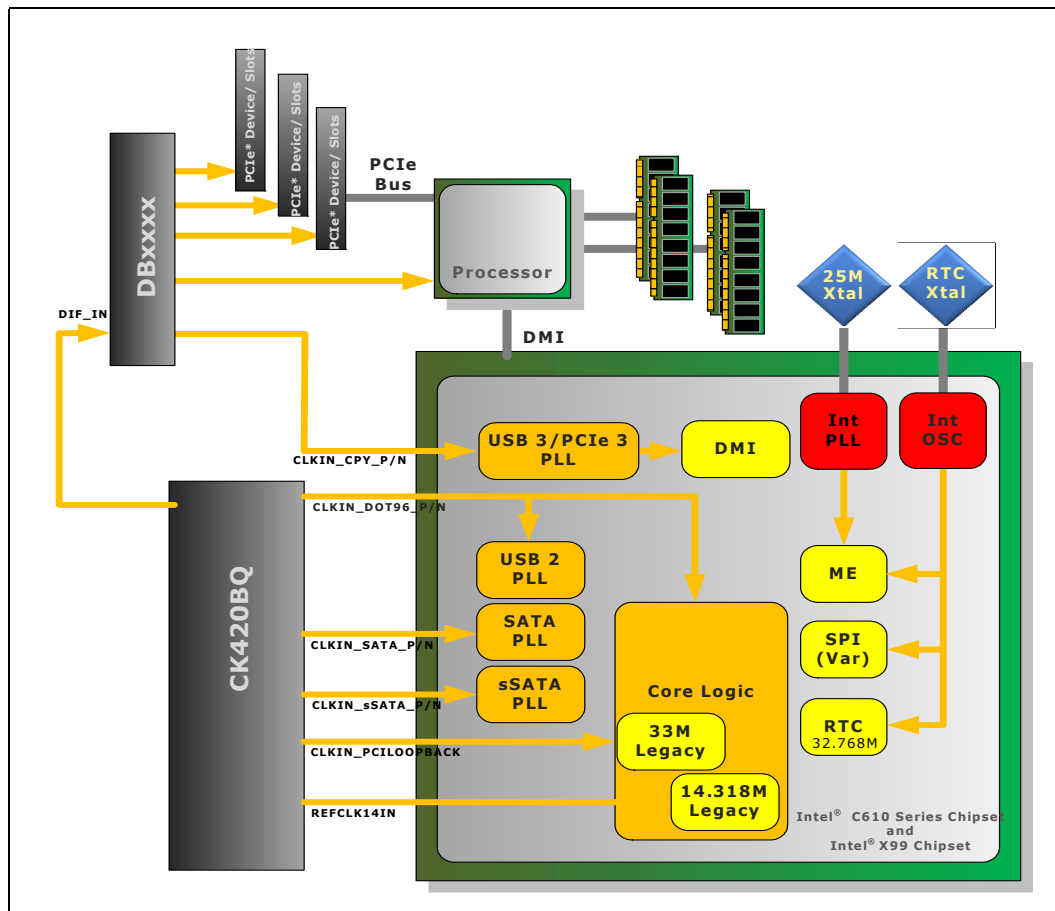 PCIe* Device/ Slots
PCIe* Device/ Slots
PCIe* Device/ Slots
PCIe
Bus
DBxxxx
Processor
25M
Xtal
RTC
Xtal
DIF_IN
DMI
Int
PLL
Int
OSC
USB 3/PCIe 3
PLL
DMI
CLKIN_CPY_P/N
CLKIN_DOT96_P/N
CK420BQ
USB 2
PLL
ME
SATA
PLL
CLKIN_SATA_P/N
SPI
(Var)
sSATA
PLL
CLKIN_sSATA_P/N
Core Logic
33M
Legacy
RTC
32.768M
CLKIN_PCILOOPBACK
14.318M
Legacy
REFCLK14IN
Intel® C610 Series Chipset
and
Intel® X99 Chipset